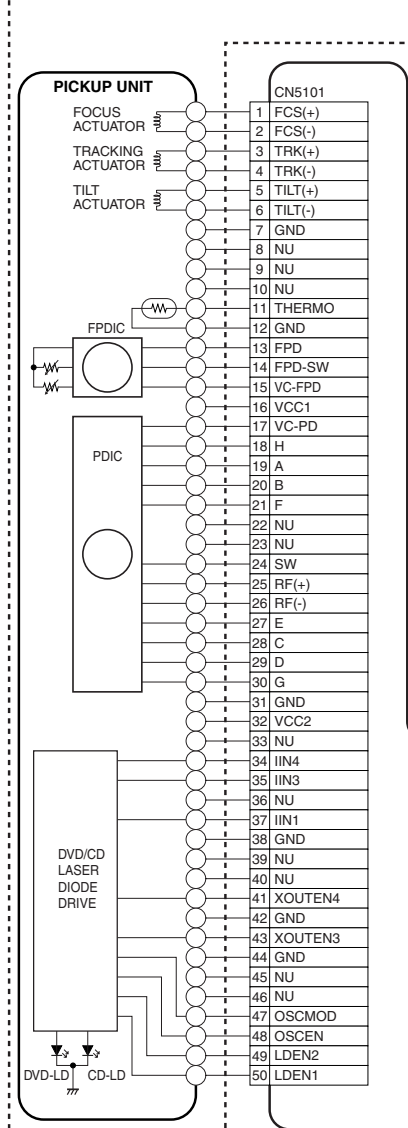 PICKUP UNIT
CN5101
FOCUS
ACTUATOR
TRACKING
ACTUATOR
TILT
ACTUATOR
1 FCS(+)
2 FCS(-)
3 TRK(+)
4 TRK(-)
5 TILT(+)
6 TILT(-)
7 GND
8 NU
9 NU
10 NU
11 THERMO
12 GND
FPDIC
13 FPD
14 FPD-SW
15 VC-FPD
16 VCC1
17 VC-PD
18 H
19 A
PDIC
20 B
21 F
22 NU
23 NU
24 SW
25 RF(+)
26 RF(-)
27 E
28 C
29 D
30 G
31 GND
32 VCC2
33 NU
34 IIN4
35 IIN3
36 NU
37 IIN1
38 GND
39 NU
40 NU
41 XOUTEN4
42 GND
43 XOUTEN3
44 GND
45 NU
46 NU
47 OSCMOD
48 OSCEN
49 LDEN2
50 LDEN1
DVD/CD
LASER
DIODE
DRIVE
DVD-LD CD-LD